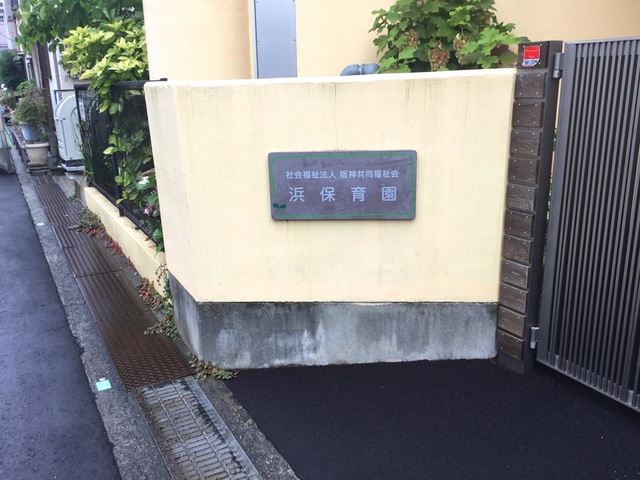 社会福祉法人 阪神共同福祉会
浜保育園